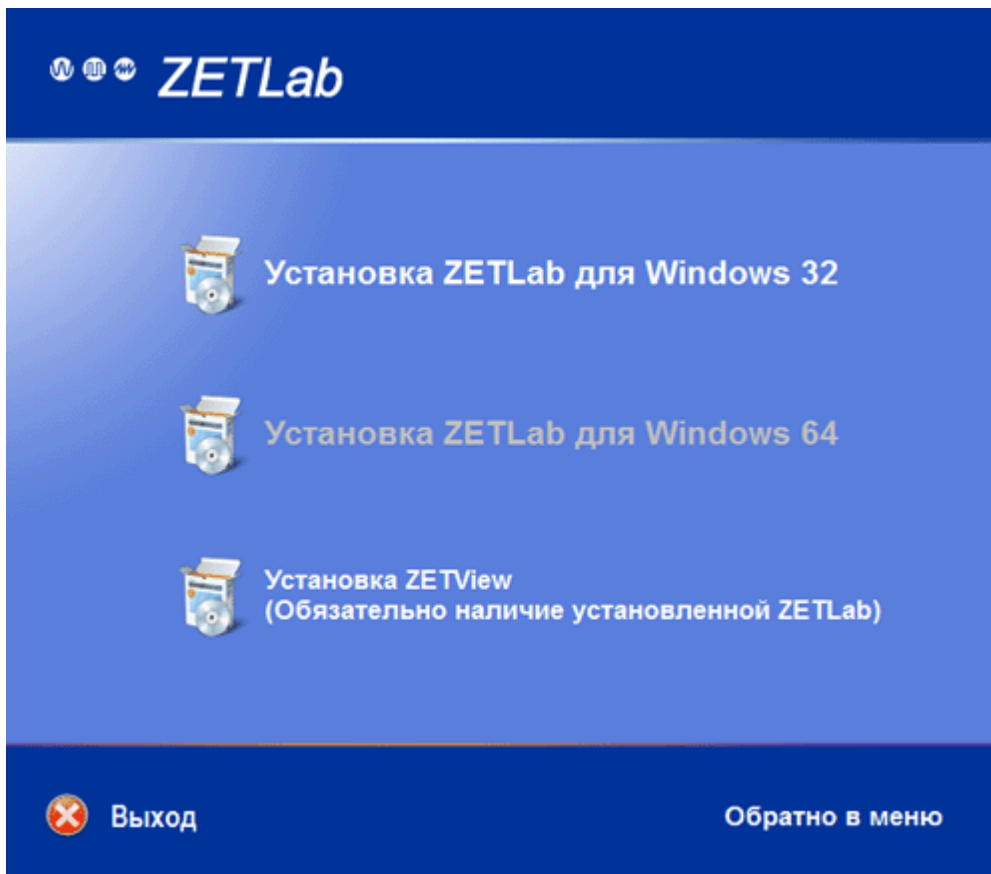 ZETLab
Установка ZETLab для Windows 32
Установка ZETLab для Windows 64
Установка ZETView
(Обязательно наличие установленной ZETLab)
Выход
Обратно в меню